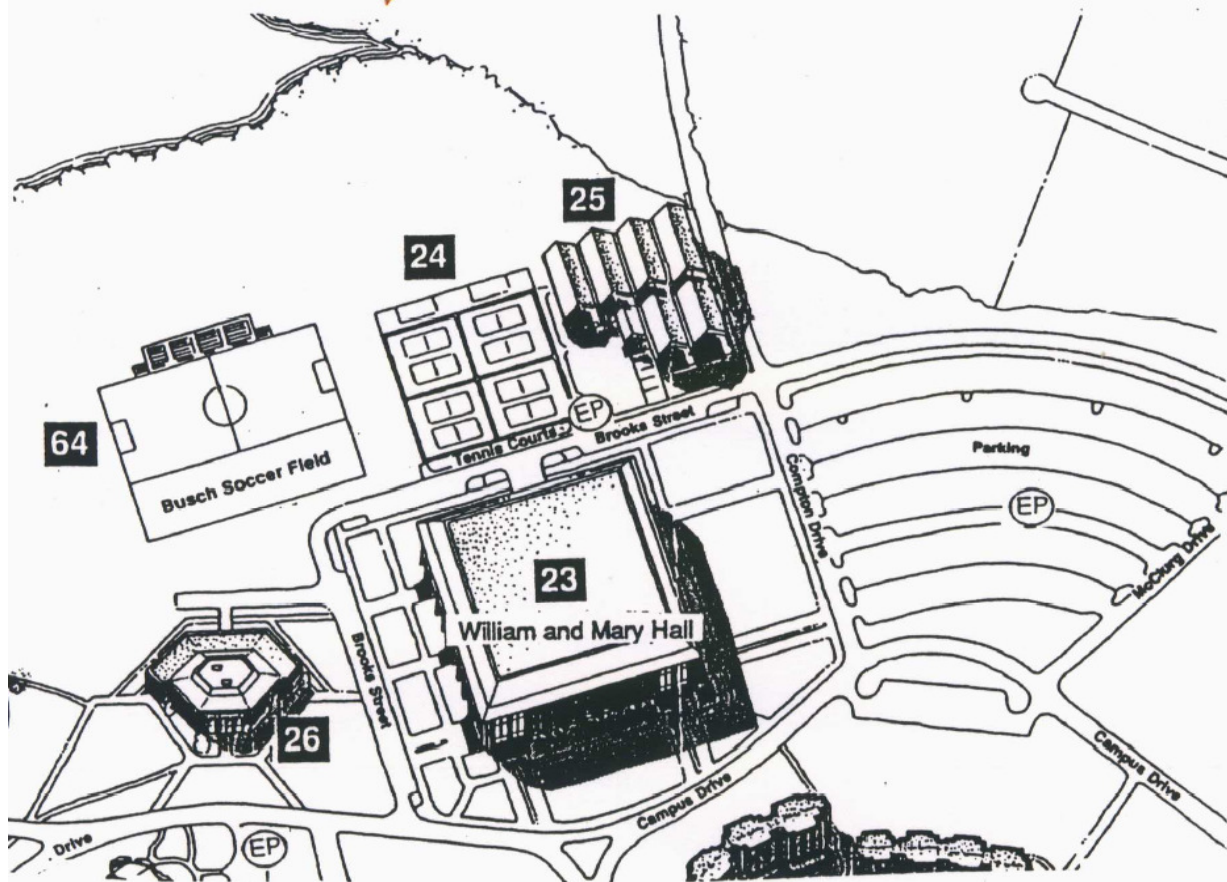 25
24
64
Busch Soccer Field
Tennis Courts
EP
Brooks Street
Parking
Compton Drive
EP
McClung Drive
23
William and Mary Hall
Brooks Street
26
Campus Drive
Campus Drive
Drive
EP